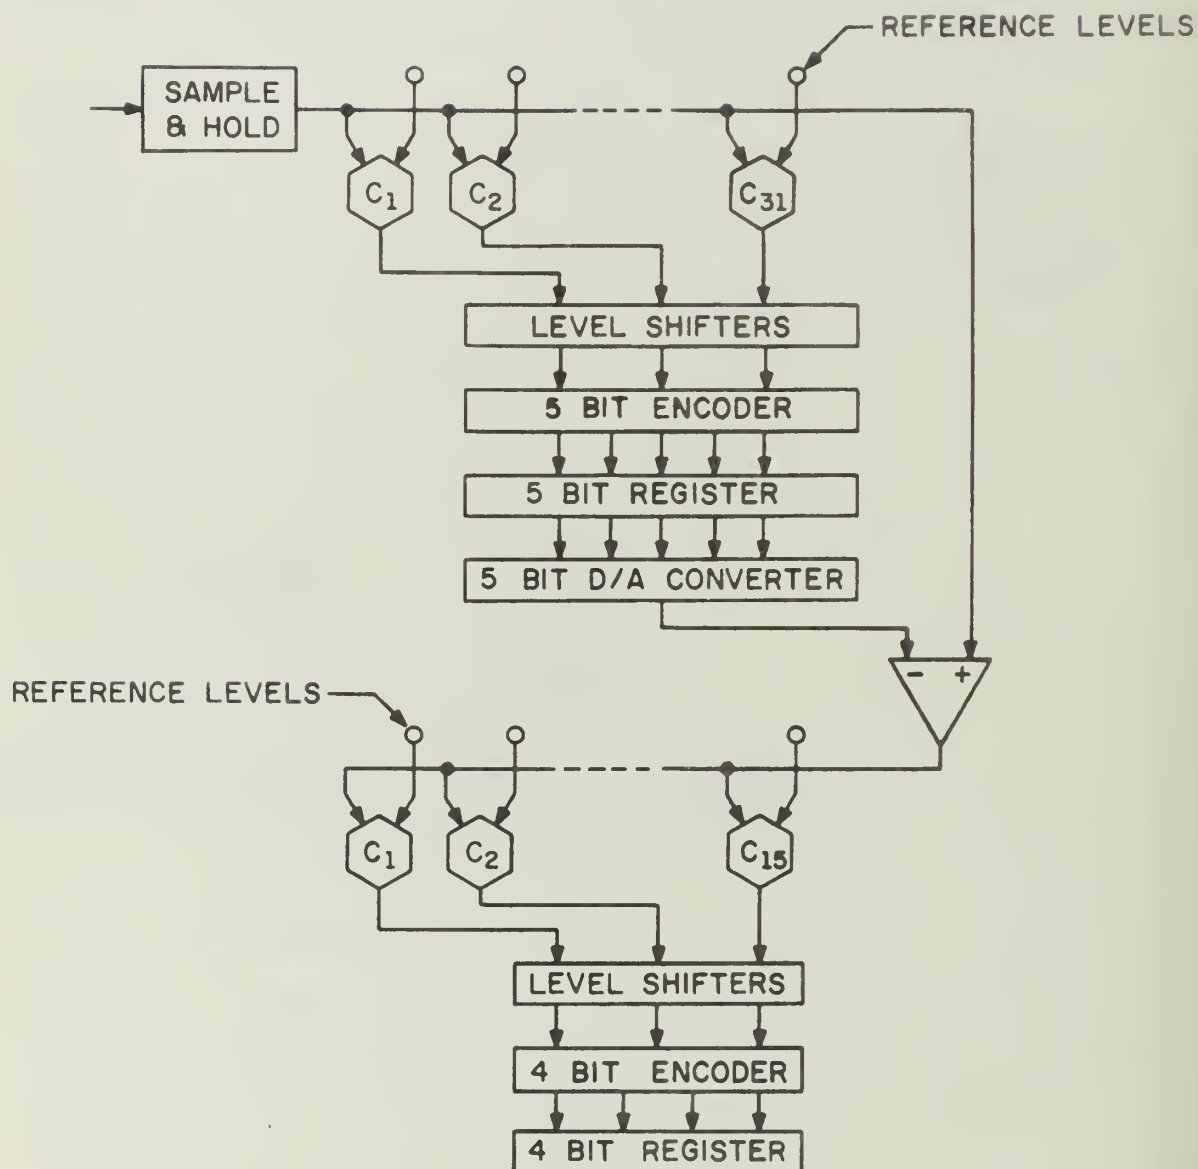 REFERENCE LEVELS
SAMPLE
& HOLD
C1
C2
C31
LEVEL SHIFTERS
5 BIT ENCODER
5 BIT REGISTER
5 BIT D/A CONVERTER
- +
REFERENCE LEVELS
C1
C2
C15
LEVEL SHIFTERS
4 BIT ENCODER
4 BIT REGISTER